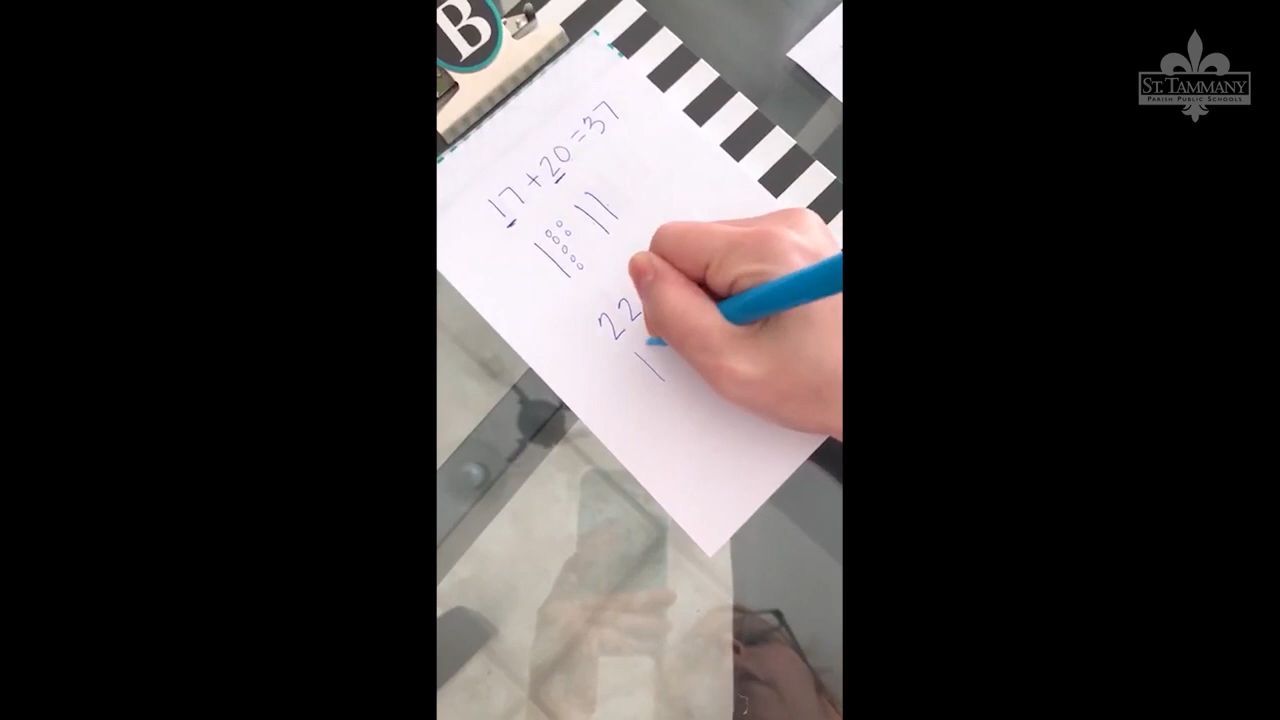 B
17 + 20 = 37
22
ST. TAMMANY
PARISH PUBLIC SCHOOLS